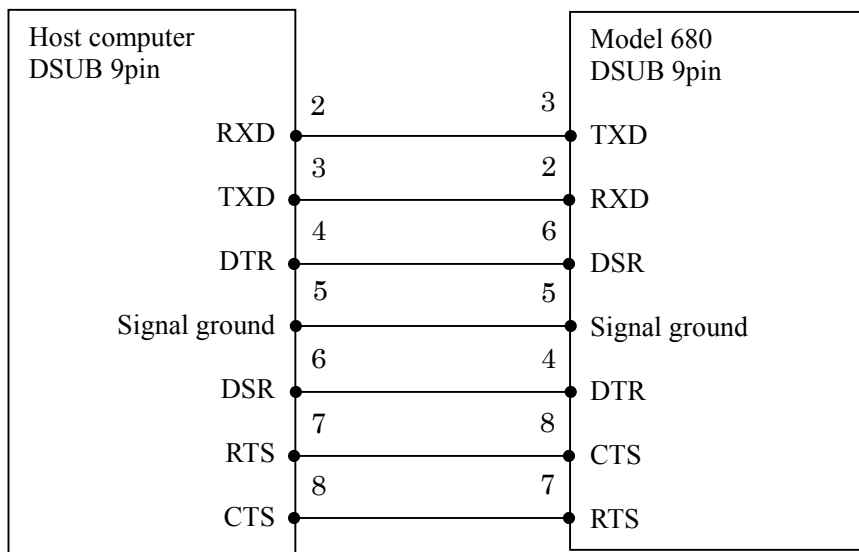 Host computer
DSUB 9pin
Model 680
DSUB 9pin
RXD 2 3 TXD
TXD 3 2 RXD
DTR 4 6 DSR
Signal ground 5 5 Signal ground
DSR 6 4 DTR
RTS 7 8 CTS
CTS 8 7 RTS